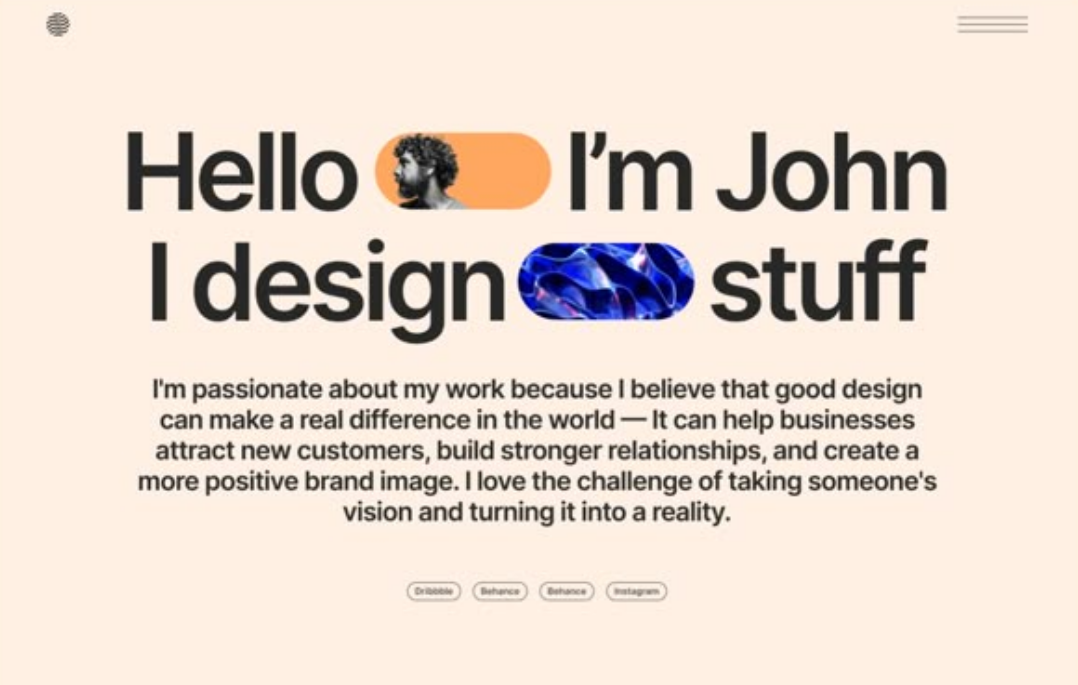 Hello I’m John
I design stuff
I'm passionate about my work because I believe that good design
can make a real difference in the world — It can help businesses
attract new customers, build stronger relationships, and create a
more positive brand image. I love the challenge of taking someone's
vision and turning it into a reality.
Dribbble Behance Behance Instagram